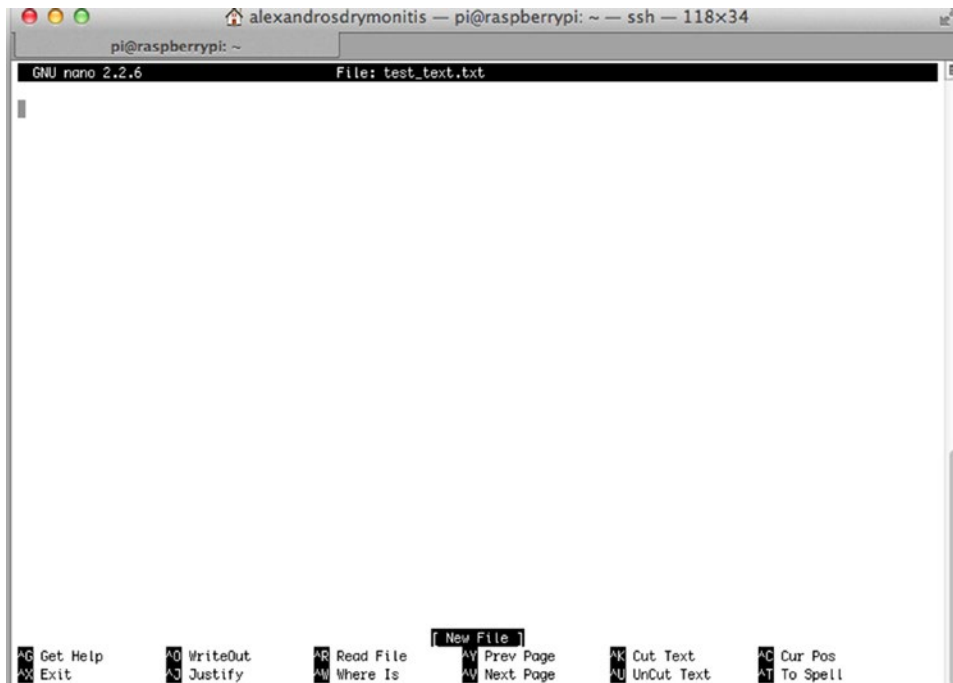 alexandrosdrymonitis — pi@raspberrypi: ~ — ssh — 118×34
pi@raspberrypi: ~
GNU nano 2.2.6 File: test_text.txt
[ New File ]
^G Get Help ^O WriteOut ^R Read File ^Y Prev Page ^K Cut Text ^C Cur Pos
^X Exit ^J Justify ^W Where Is ^V Next Page ^U UnCut Text ^T To Spell